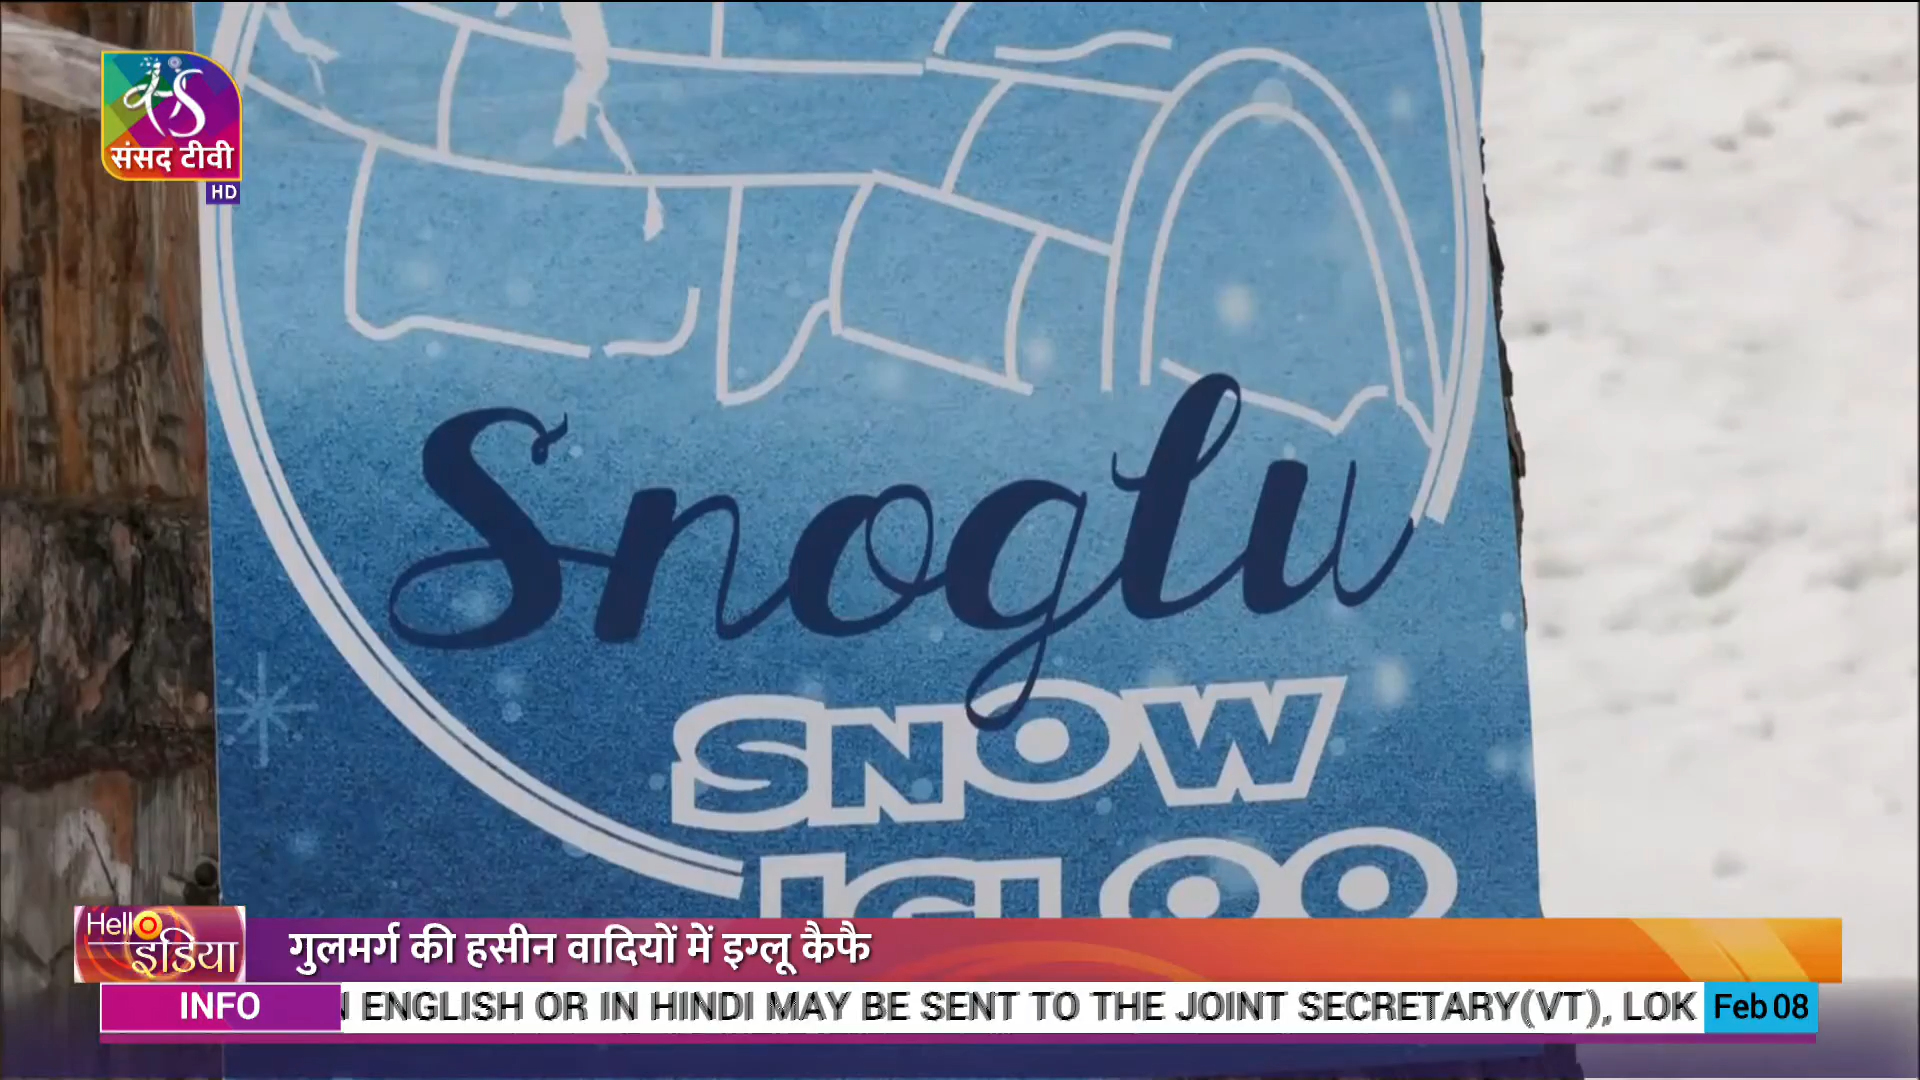 संसद टीवी
HD
Snoglu
SNOW
IGLOO
Hello
इंडिया
गुलमर्ग की हसीन वादियों में इग्लू कैफै
INFO
ENGLISH OR IN HINDI MAY BE SENT TO THE JOINT SECRETARY(VT), LOK
Feb 08